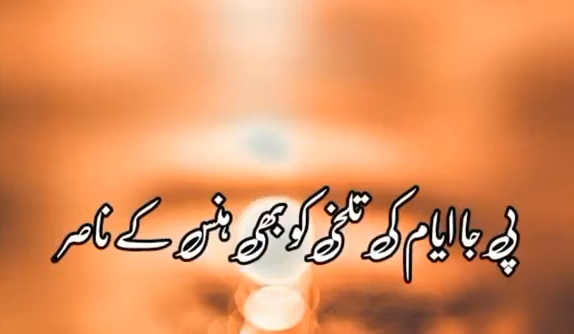 پی جا ایام کی تلخی کو بھی ہنس کے ناصر